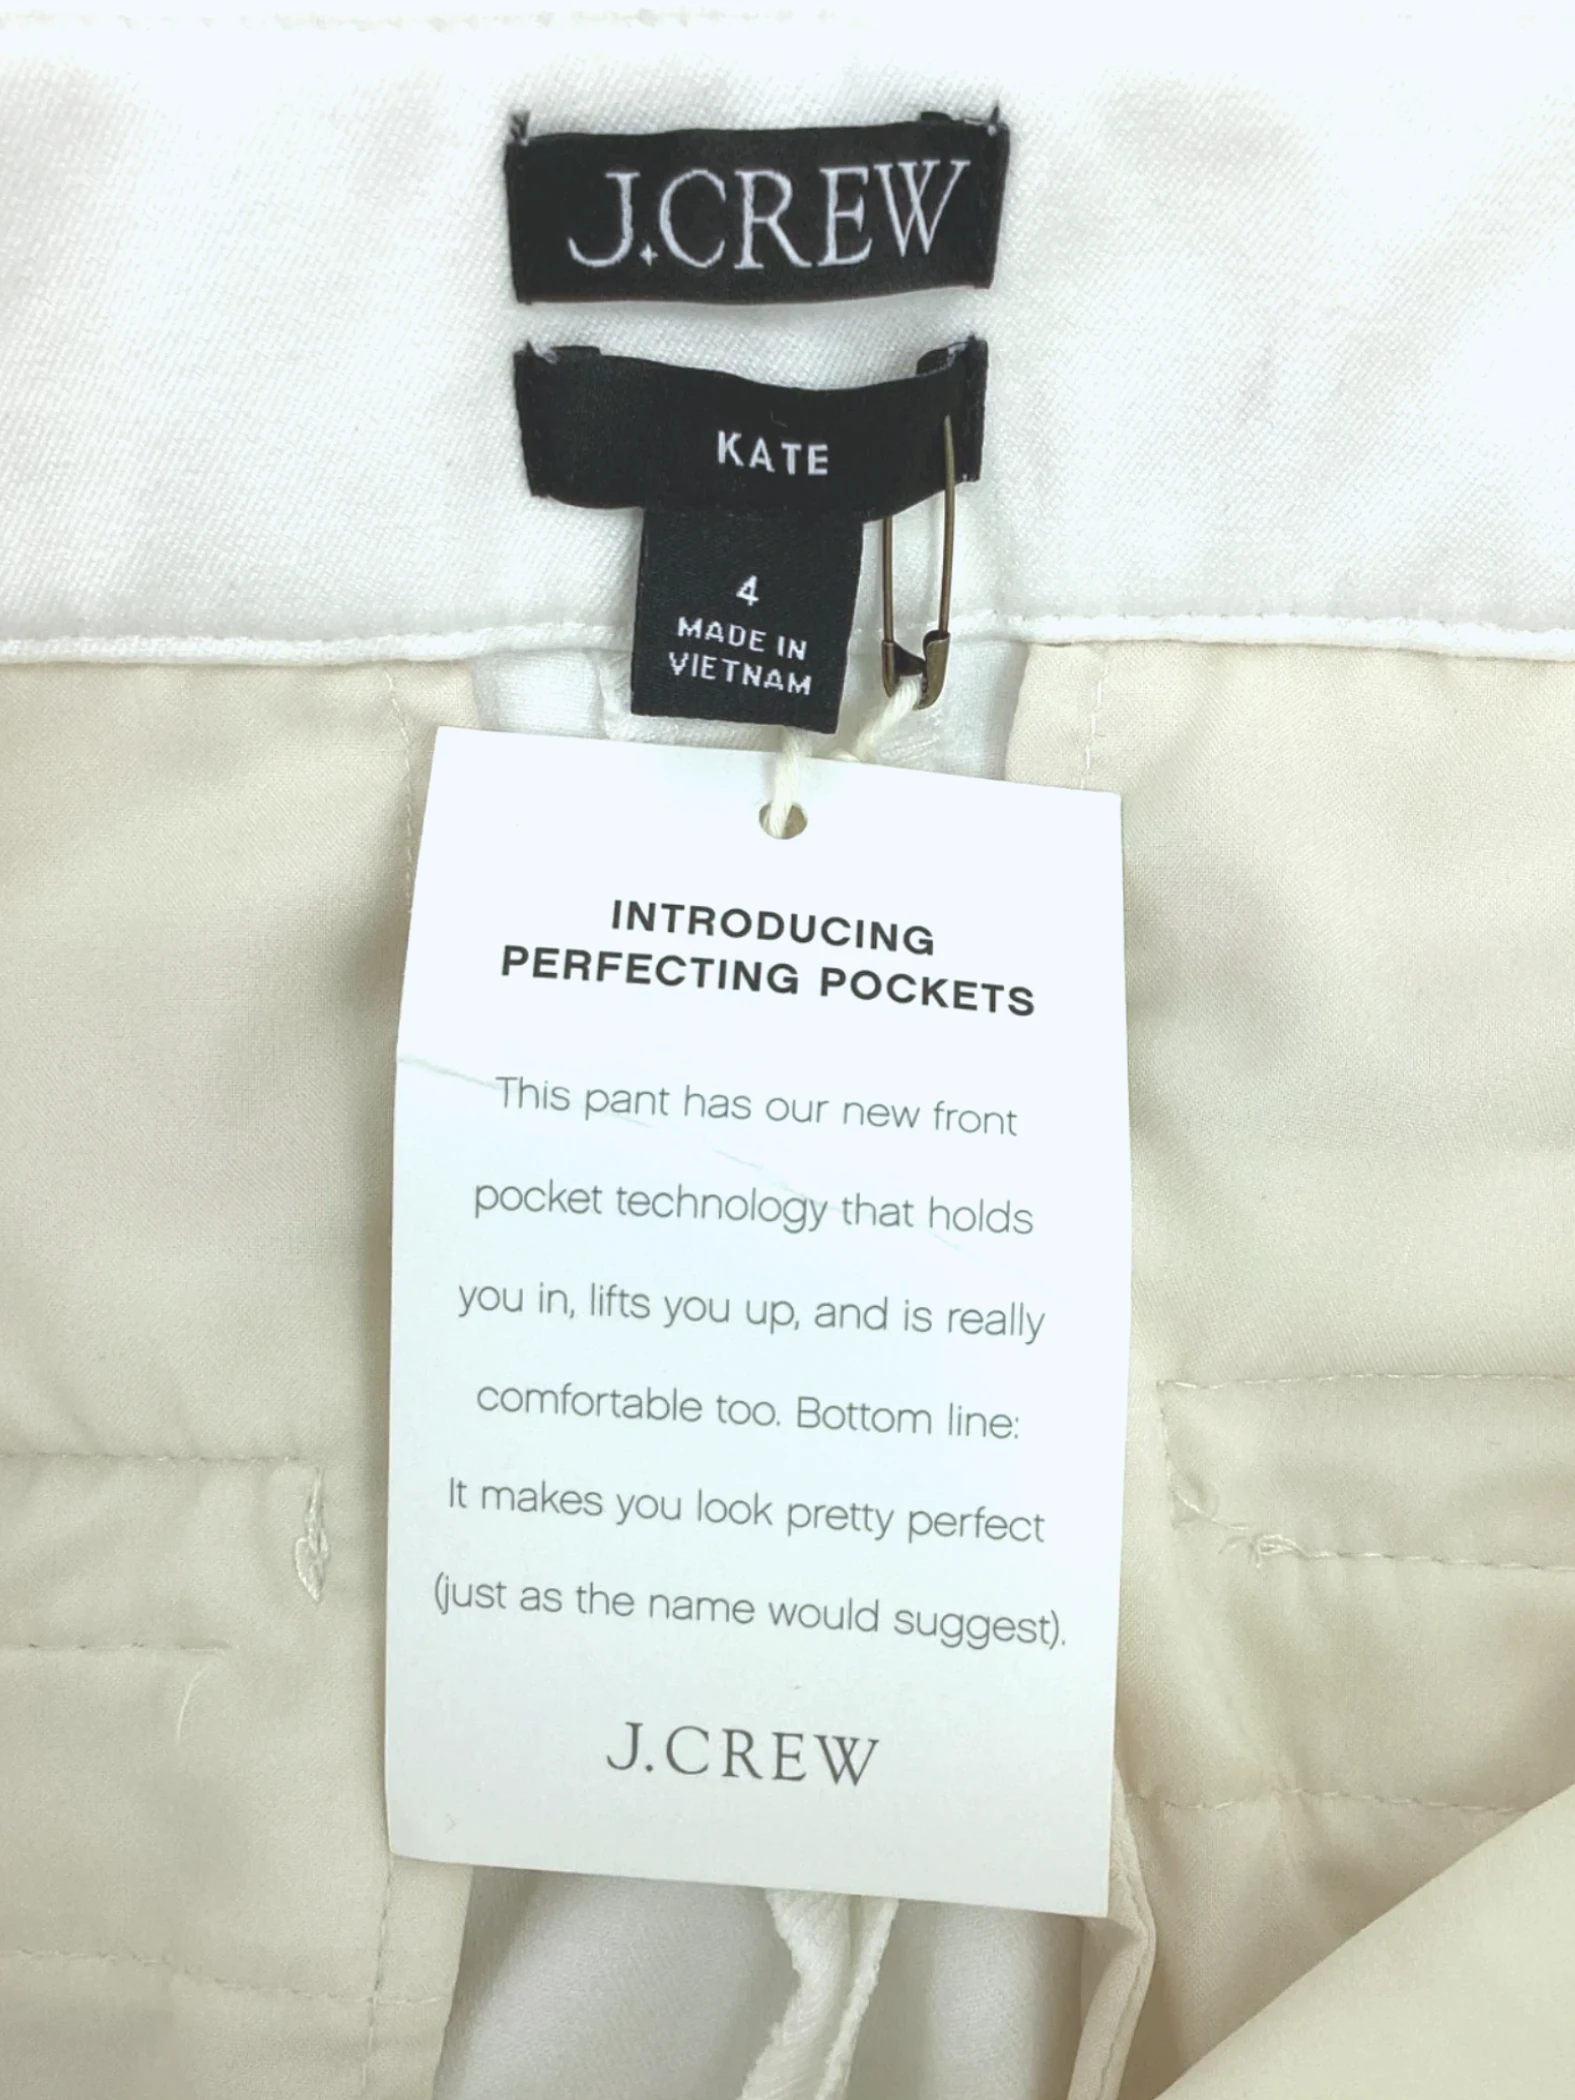 J.CREW
KATE
4
MADE IN
VIETNAM
INTRODUCING
PERFECTING POCKETS
This pant has our new front
pocket technology that holds
you in, lifts you up, and is really
comfortable too. Bottom line:
It makes you look pretty perfect
(just as the name would suggest).
J.CREW